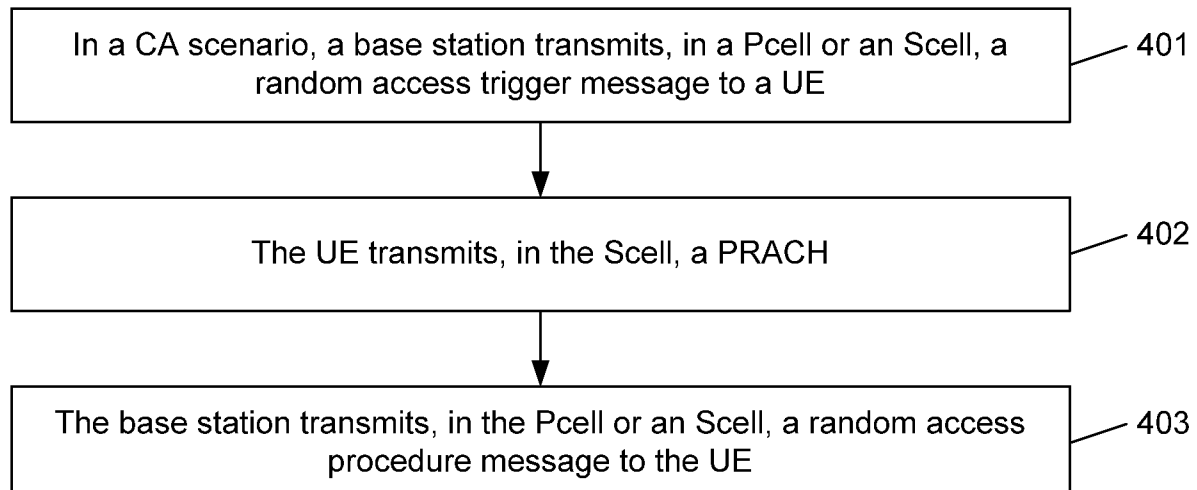 In a CA scenario, a base station transmits, in a Pcell or an Scell, a
random access trigger message to a UE
401
The UE transmits, in the Scell, a PRACH
402
The base station transmits, in the Pcell or an Scell, a random access
procedure message to the UE
403